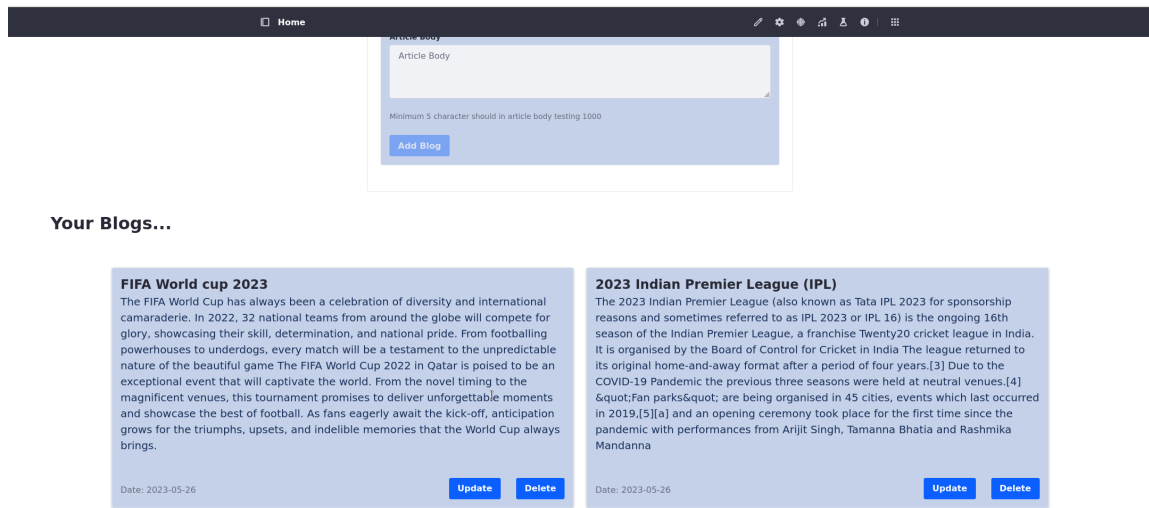 Home
Article Body
Article Body
Minimum 5 character should in article body testing 1000
Add Blog
Your Blogs...
FIFA World cup 2023
The FIFA World Cup has always been a celebration of diversity and international
camaraderie. In 2022, 32 national teams from around the globe will compete for
glory, showcasing their skill, determination, and national pride. From footballing
powerhouses to underdogs, every match will be a testament to the unpredictable
nature of the beautiful game The FIFA World Cup 2022 in Qatar is poised to be an
exceptional event that will captivate the world. From the novel timing to the
magnificent venues, this tournament promises to deliver unforgettable moments
and showcase the best of football. As fans eagerly await the kick-off, anticipation
grows for the triumphs, upsets, and indelible memories that the World Cup always
brings.
Date: 2023-05-26
Update
Delete
2023 Indian Premier League (IPL)
The 2023 Indian Premier League (also known as Tata IPL 2023 for sponsorship
reasons and sometimes referred to as IPL 2023 or IPL 16) is the ongoing 16th
season of the Indian Premier League, a franchise Twenty20 cricket league in India.
It is organised by the Board of Control for Cricket in India The league returned to
its original home-and-away format after a period of four years.[3] Due to the
COVID-19 Pandemic the previous three seasons were held at neutral venues.[4]
&quot;Fan parks&quot; are being organised in 45 cities, events which last occurred
in 2019,[5][a] and an opening ceremony took place for the first time since the
pandemic with performances from Arijit Singh, Tamanna Bhatia and Rashmika
Mandanna
Date: 2023-05-26
Update
Delete